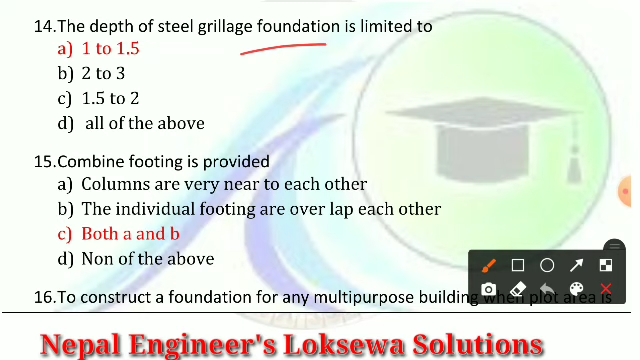 14.The depth of steel grillage foundation is limited to
a) 1 to 1.5
b) 2 to 3
c) 1.5 to 2
d) all of the above
15.Combine footing is provided
a) Columns are very near to each other
b) The individual footing are over lap each other
c) Both a and b
d) Non of the above
16.To construct a foundation for any multipurpose building when plot area is
Nepal Engineer's Loksewa Solutions